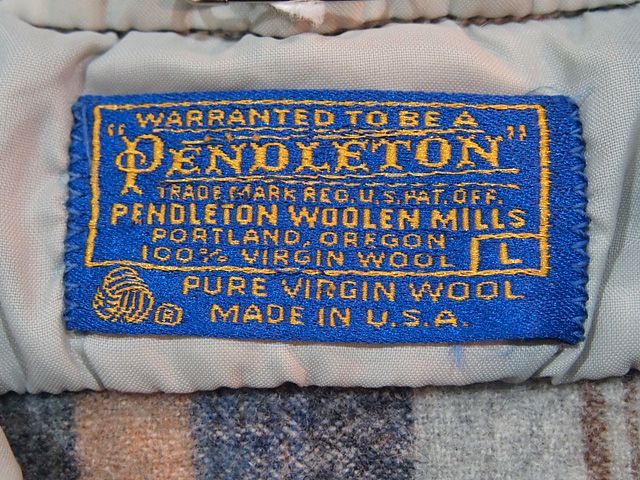 WARRANTED TO BE A
"PENDLETON"
TRADE MARK REG. U.S. PAT. OFF.
PENDLETON WOOLEN MILLS
PORTLAND, OREGON
100% VIRGIN WOOL L
PURE VIRGIN WOOL
® MADE IN U.S.A.